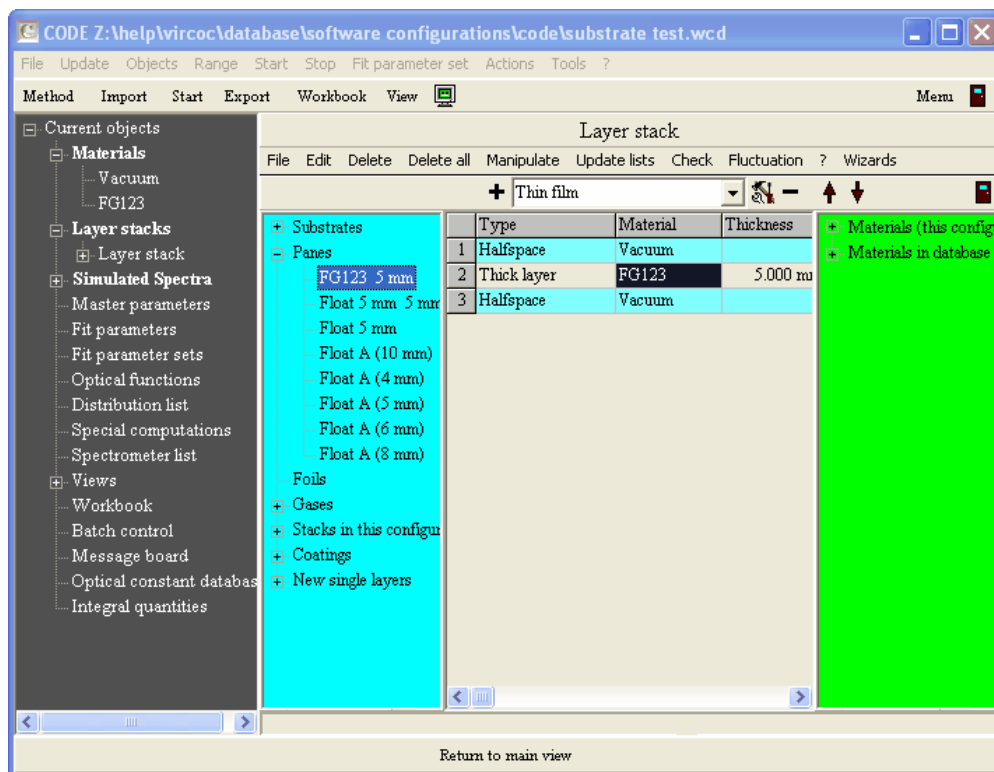 CODE Z:\help\vircoc\database\software configurations\code\substrate test.wcd
File Update Objects Range Start Stop Fit parameter set Actions Tools ?
Method Import Start Export Workbook View Menu
Current objects
Materials
Vacuum
FG123
Layer stacks
Layer stack
Simulated Spectra
Master parameters
Fit parameters
Fit parameter sets
Optical functions
Distribution list
Special computations
Spectrometer list
Views
Workbook
Batch control
Message board
Optical constant databas
Integral quantities
Layer stack
File Edit Delete Delete all Manipulate Update lists Check Fluctuation ? Wizards
Thin film
Substrates
Panes
FG123 5 mm
Float 5 mm 5 mm
Float 5 mm
Float A (10 mm)
Float A (4 mm)
Float A (5 mm)
Float A (6 mm)
Float A (8 mm)
Foils
Gases
Stacks in this configur
Coatings
New single layers
Type Material Thickness
1 Halfspace Vacuum
2 Thick layer FG123 5.000 m
3 Halfspace Vacuum
Materials (this config
Materials in database
Return to main view